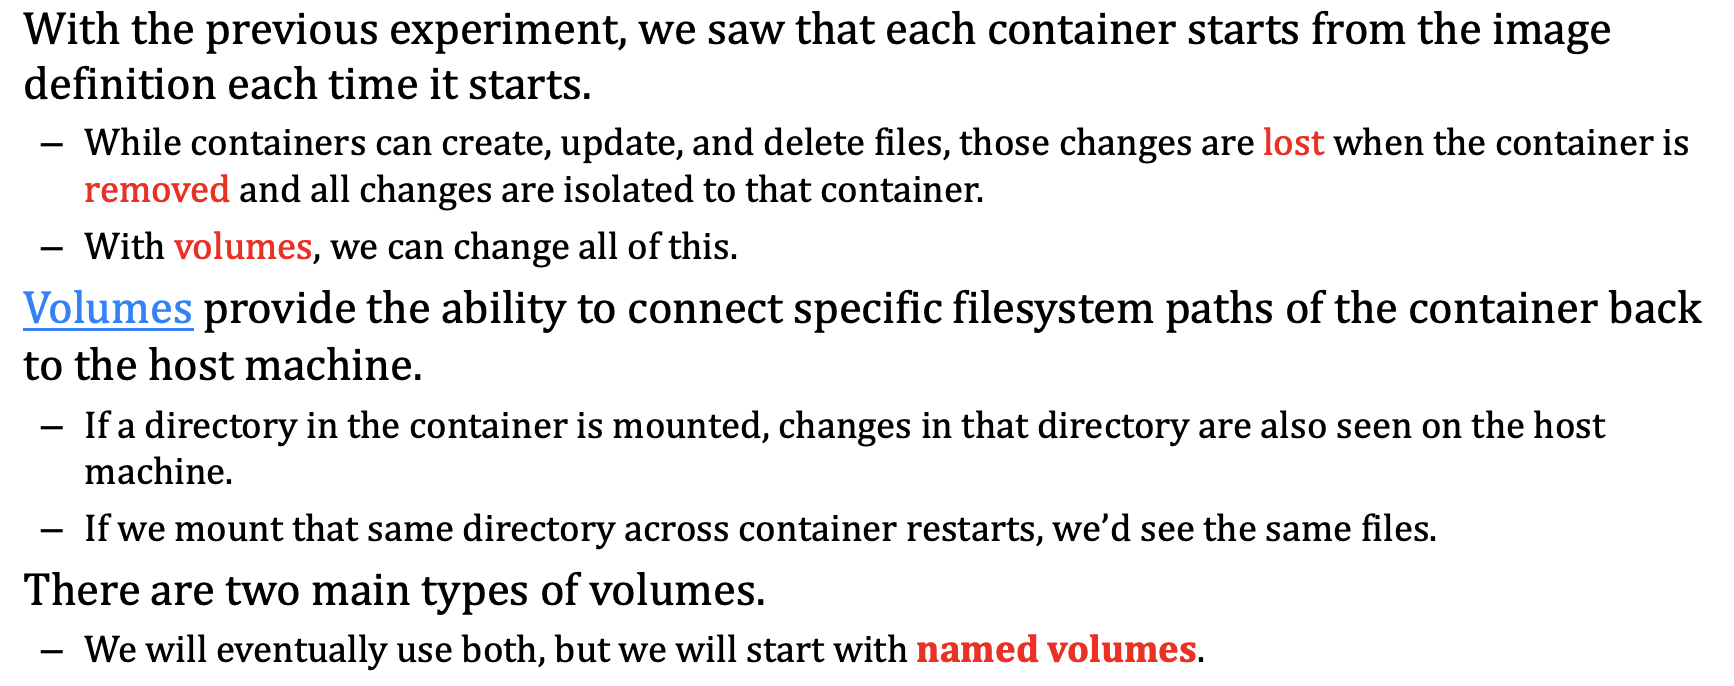 With the previous experiment, we saw that each container starts from the image
definition each time it starts.
– While containers can create, update, and delete files, those changes are lost when the container is
removed and all changes are isolated to that container.
– With volumes, we can change all of this.
Volumes provide the ability to connect specific filesystem paths of the container back
to the host machine.
– If a directory in the container is mounted, changes in that directory are also seen on the host
machine.
– If we mount that same directory across container restarts, we’d see the same files.
There are two main types of volumes.
– We will eventually use both, but we will start with named volumes.